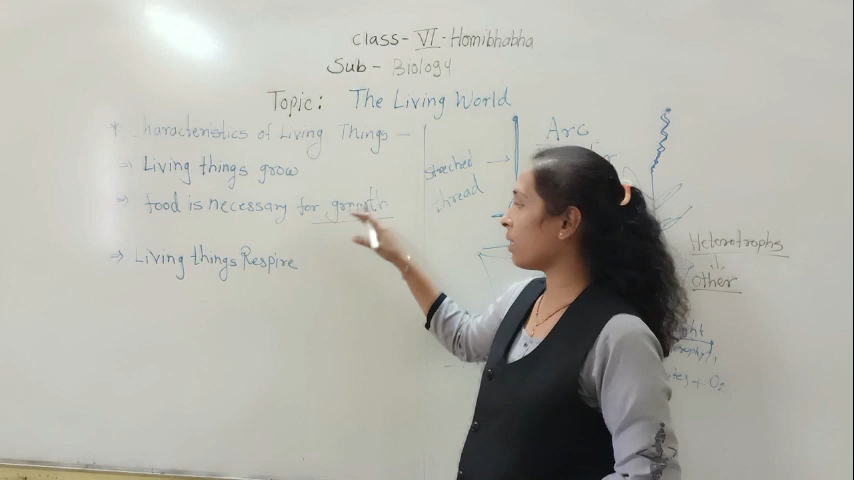 Class - VI - Homibhabha
Sub - Biology
Topic: The Living World
* Characteristics of Living Things -
⇒ Living things grow
⇒ food is necessary for growth
⇒ Living things Respire
Stretched
thread
Arc
Heterotrophs
other
+ O2